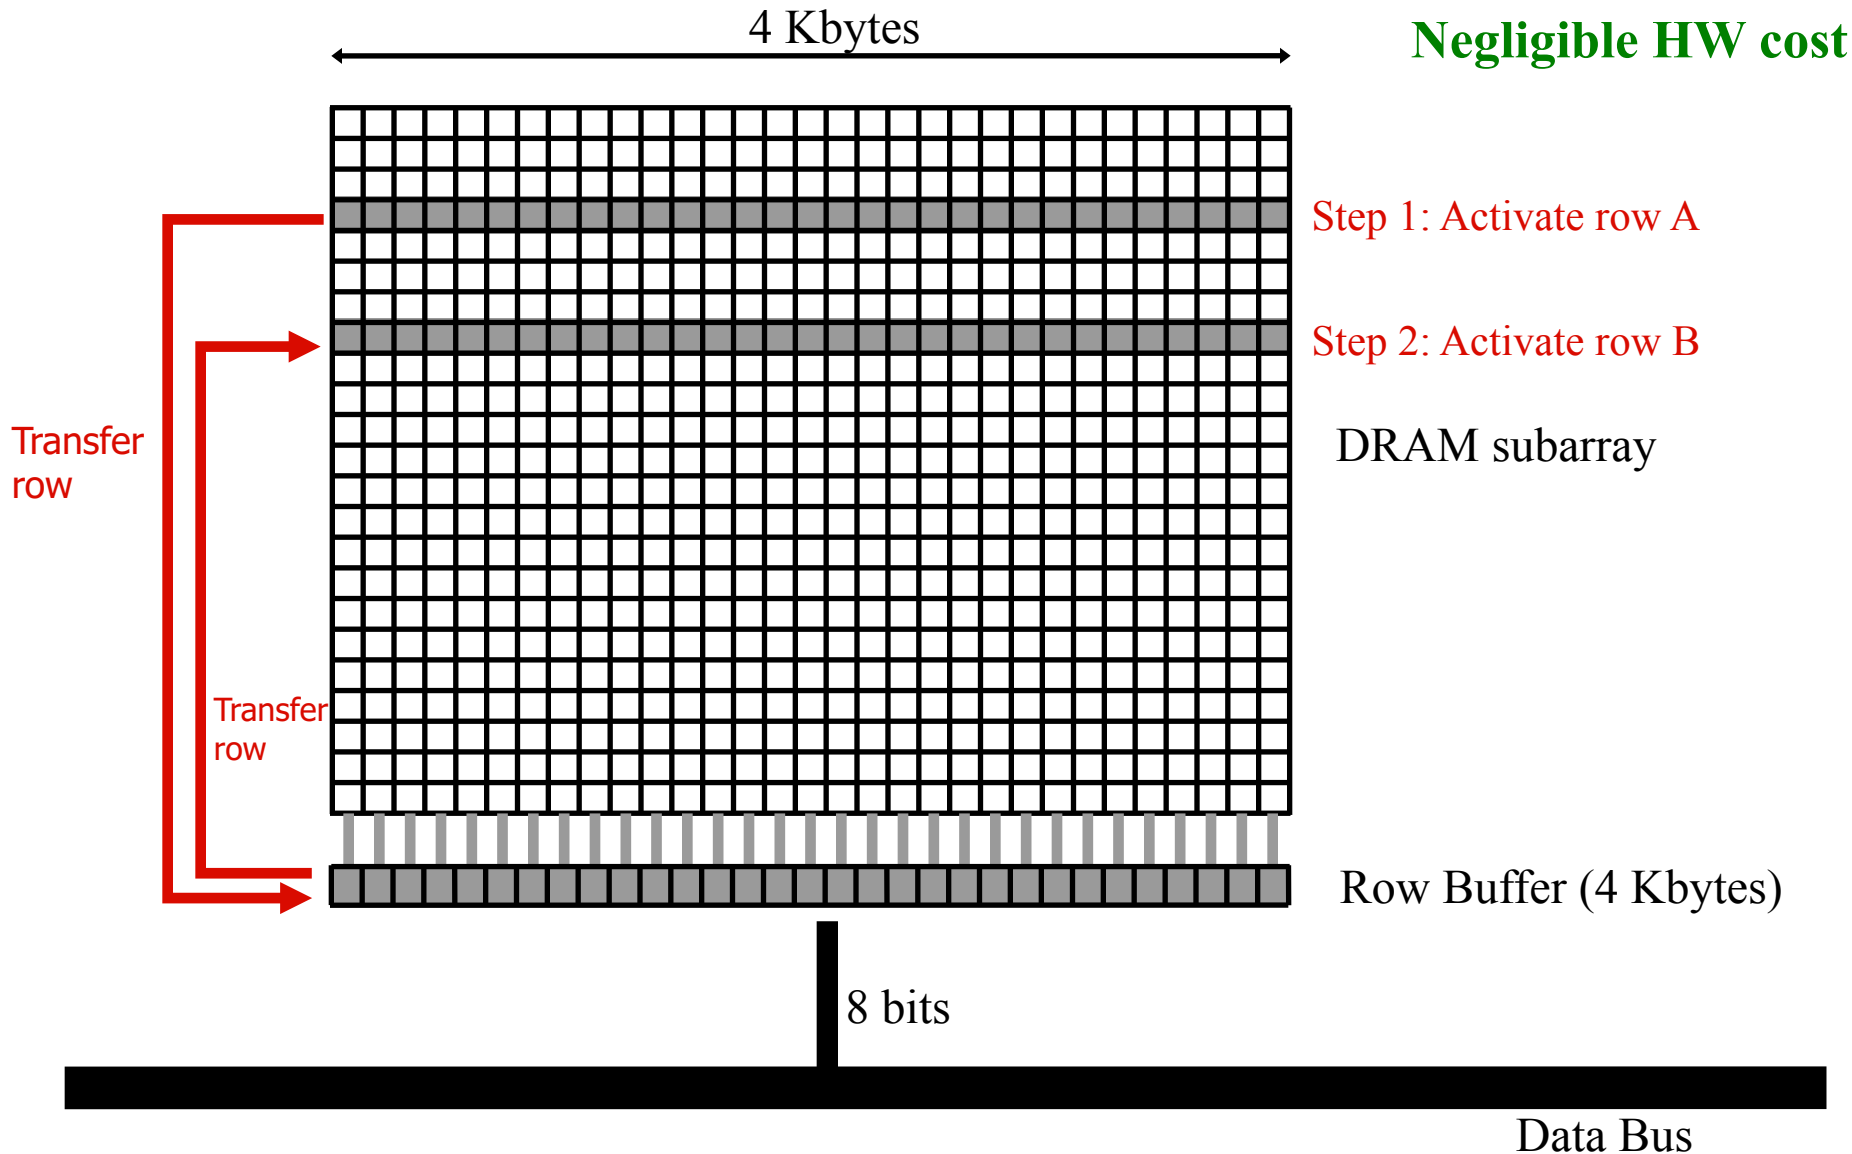 4 Kbytes
Negligible HW cost
Step 1: Activate row A
Step 2: Activate row B
Transfer
row
DRAM subarray
Transfer
row
Row Buffer (4 Kbytes)
8 bits
Data Bus